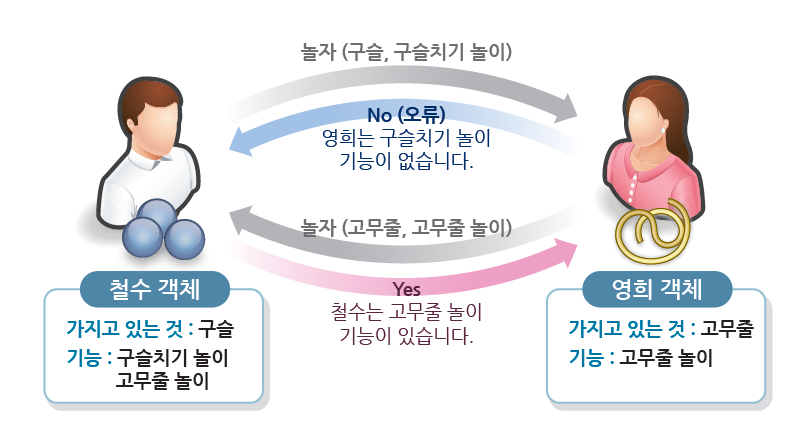 놀자 (구슬, 구슬치기 놀이)
No (오류)
영희는 구슬치기 놀이
기능이 없습니다.
놀자 (고무줄, 고무줄 놀이)
Yes
철수는 고무줄 놀이
기능이 있습니다.
철수 객체
가지고 있는 것 : 구슬
기능 : 구슬치기 놀이
고무줄 놀이
영희 객체
가지고 있는 것 : 고무줄
기능 : 고무줄 놀이